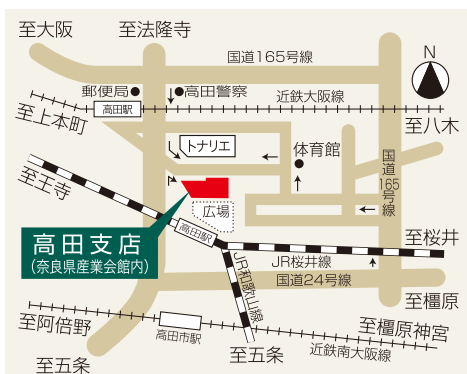 至大阪
至法隆寺
国道165号線
N
郵便局
高田警察
近鉄大阪線
高田駅
至上本町
至八木
トナリエ
体育館
国道165号線
至王寺
広場
高田駅
高田支店
(奈良県産業会館内)
至桜井
JR桜井線
JR和歌山線
国道24号線
至橿原
至阿倍野
高田市駅
至橿原神宮
近鉄南大阪線
至五条
至五条